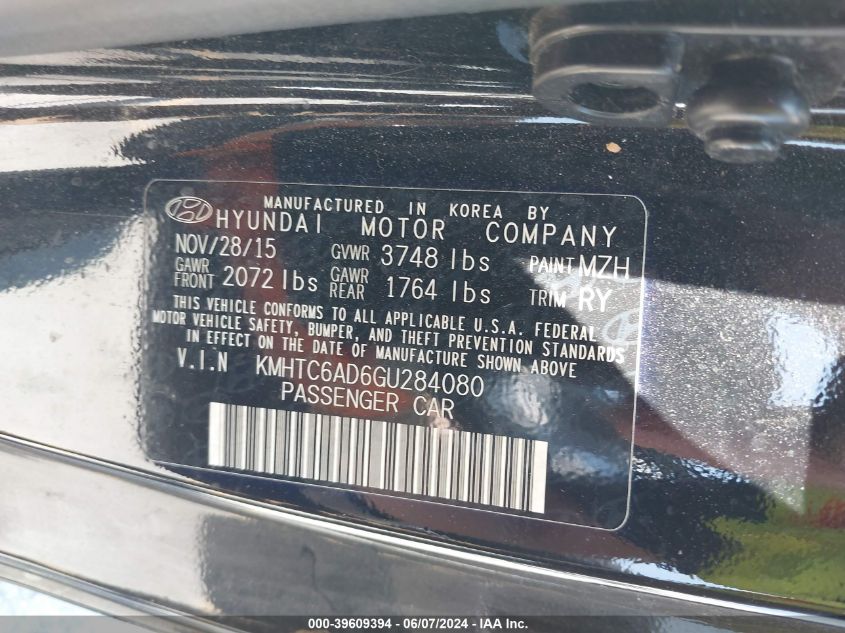 MANUFACTURED IN KOREA BY
HYUNDAI MOTOR COMPANY
NOV/28/15 GVWR 3748 lbs PAINT MZH
GAWR FRONT 2072 lbs GAWR REAR 1764 lbs TRIM RY
THIS VEHICLE CONFORMS TO ALL APPLICABLE U.S.A. FEDERAL
MOTOR VEHICLE SAFETY, BUMPER, AND THEFT PREVENTION STANDARDS
IN EFFECT ON THE DATE OF MANUFACTURE SHOWN ABOVE
V.I.N KMHTC6AD6GU284080
PASSENGER CAR
000-39609394 - 06/07/2024 - IAA Inc.